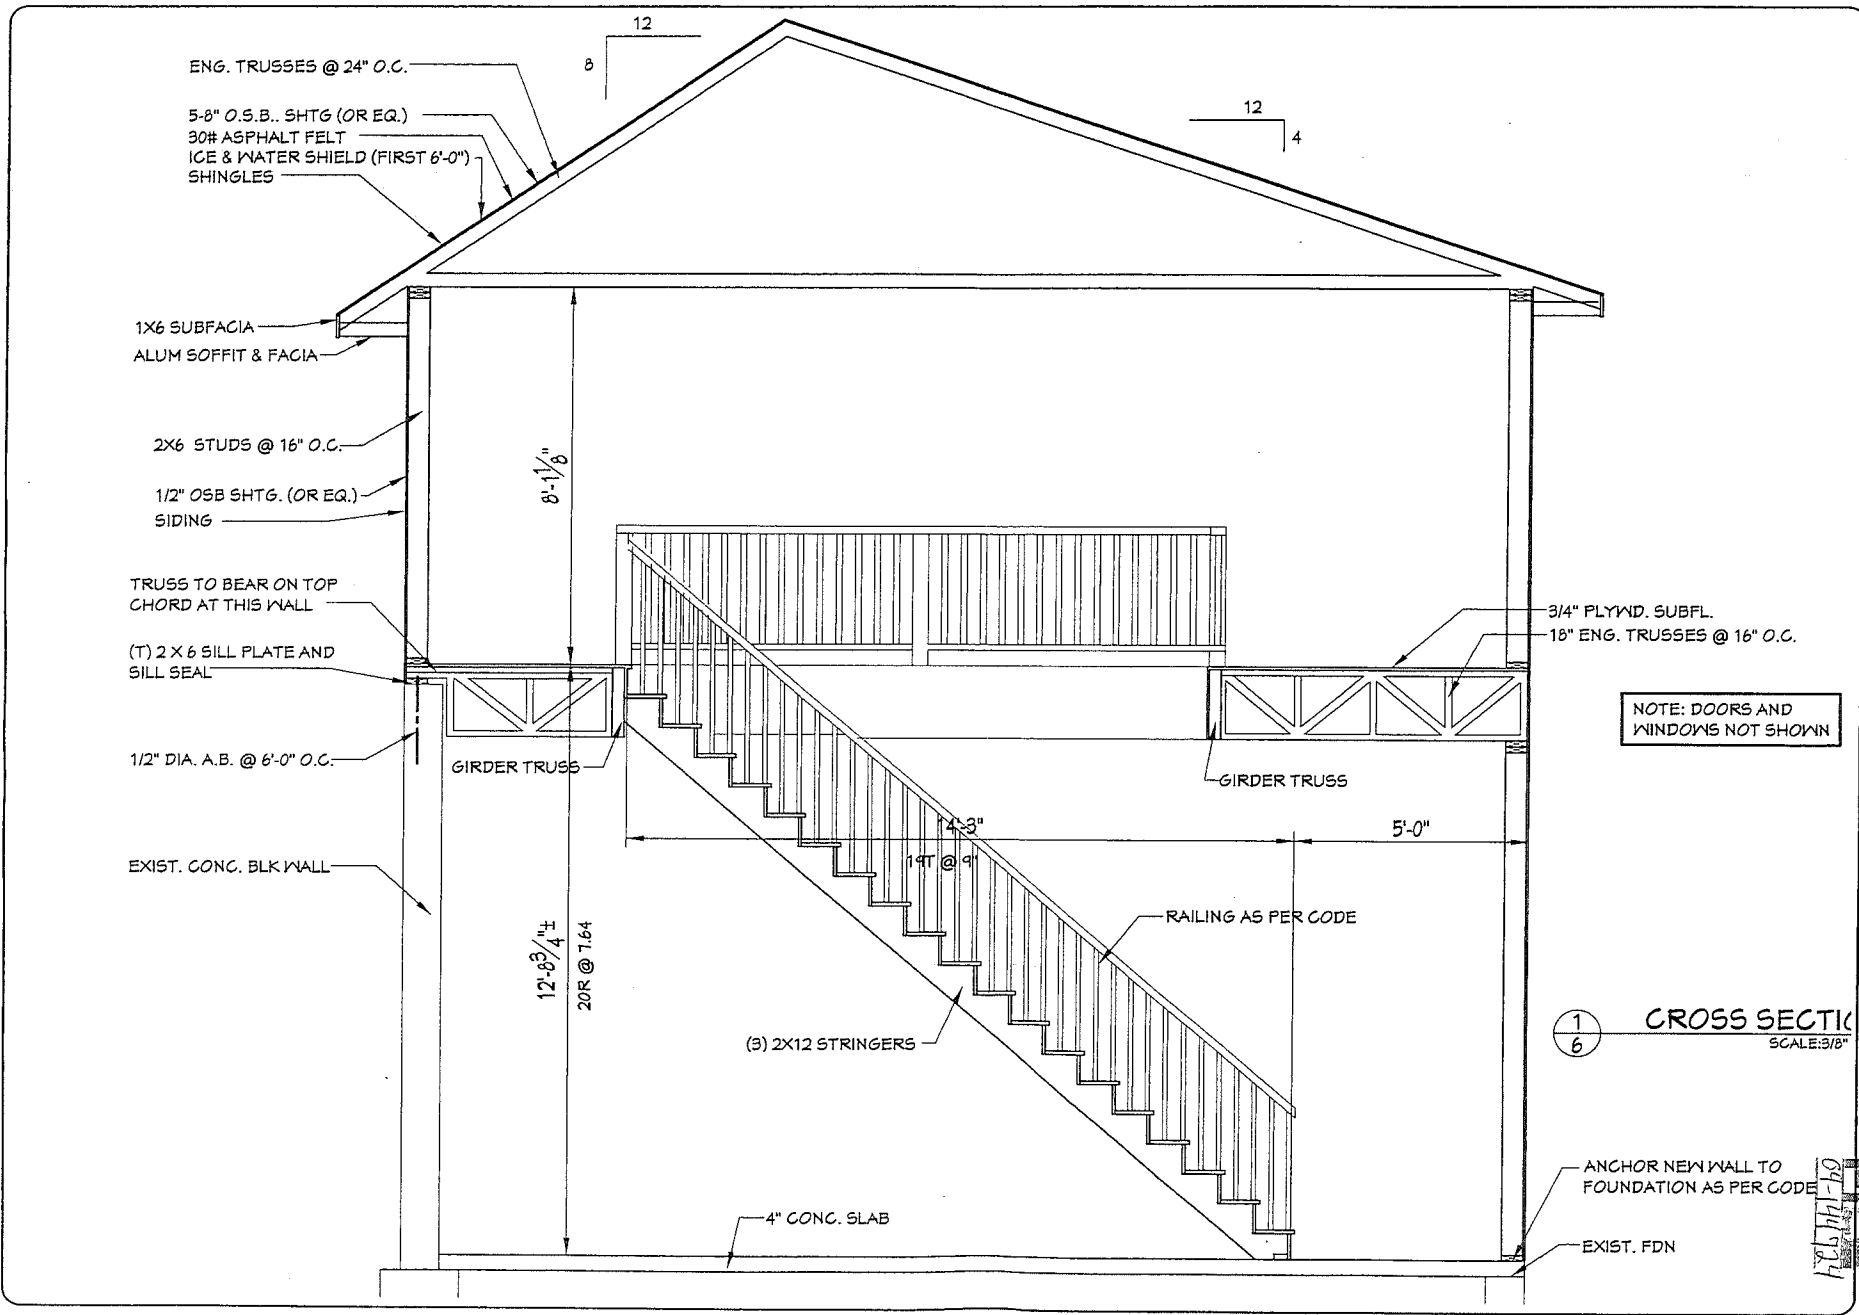 12
8
ENG. TRUSSES @ 24" O.C.
5-8" O.S.B.. SHTG (OR EQ.)
30# ASPHALT FELT
ICE & WATER SHIELD (FIRST 6'-0")
SHINGLES
12
4
1X6 SUBFACIA
ALUM SOFFIT & FACIA
2X6 STUDS @ 16" O.C.
8'-1 1/8"
1/2" OSB SHTG. (OR EQ.)
SIDING
TRUSS TO BEAR ON TOP
CHORD AT THIS WALL
(T) 2 X 6 SILL PLATE AND
SILL SEAL
3/4" PLYWD. SUBFL.
18" ENG. TRUSSES @ 16" O.C.
NOTE: DOORS AND
WINDOWS NOT SHOWN
1/2" DIA. A.B. @ 6'-0" O.C.
GIRDER TRUSS
GIRDER TRUSS
4'-3"
5'-0"
19T @ 9"
EXIST. CONC. BLK WALL
RAILING AS PER CODE
12'-8 3/4" ±
20R @ 7.64
(3) 2X12 STRINGERS
1
6
CROSS SECTI
SCALE:3/8"
ANCHOR NEW WALL TO
FOUNDATION AS PER CODE
4" CONC. SLAB
EXIST. FDN